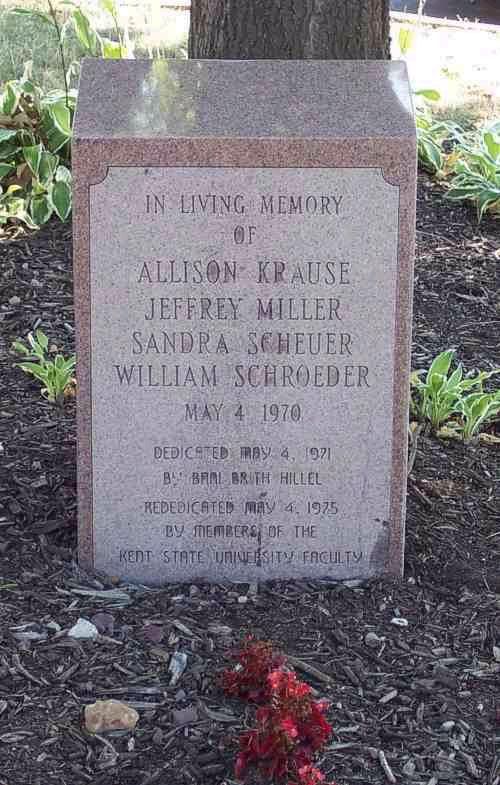 IN LIVING MEMORY
OF
ALLISON KRAUSE
JEFFREY MILLER
SANDRA SCHEUER
WILLIAM SCHROEDER
MAY 4 1970
DEDICATED MAY 4, 1971
BY BNAI BRITH HILLEL
REDEDICATED MAY 4, 1975
BY MEMBERS OF THE
KENT STATE UNIVERSITY FACULTY